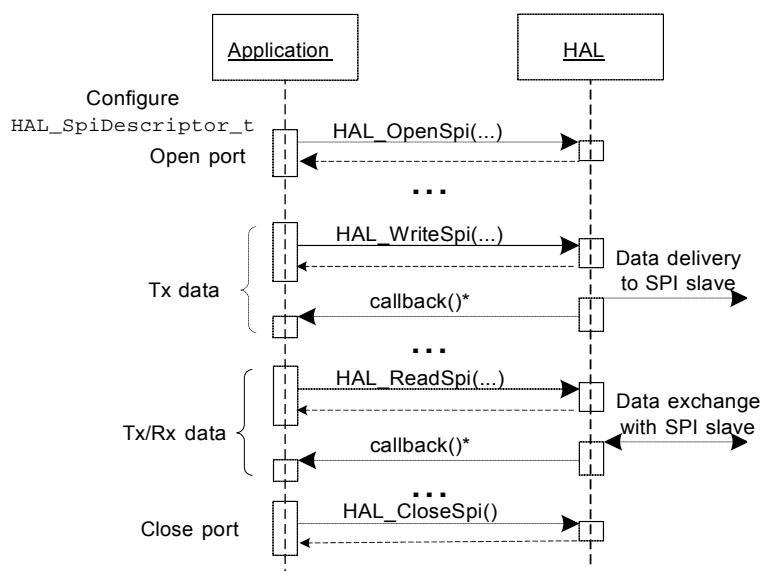 Application
HAL
Configure
HAL_SpiDescriptor_t
Open port
HAL_OpenSpi(...)
...
HAL_WriteSpi(...)
Tx data
Data delivery
to SPI slave
callback()*
...
HAL_ReadSpi(...)
Tx/Rx data
Data exchange
with SPI slave
callback()*
...
HAL_CloseSpi()
Close port